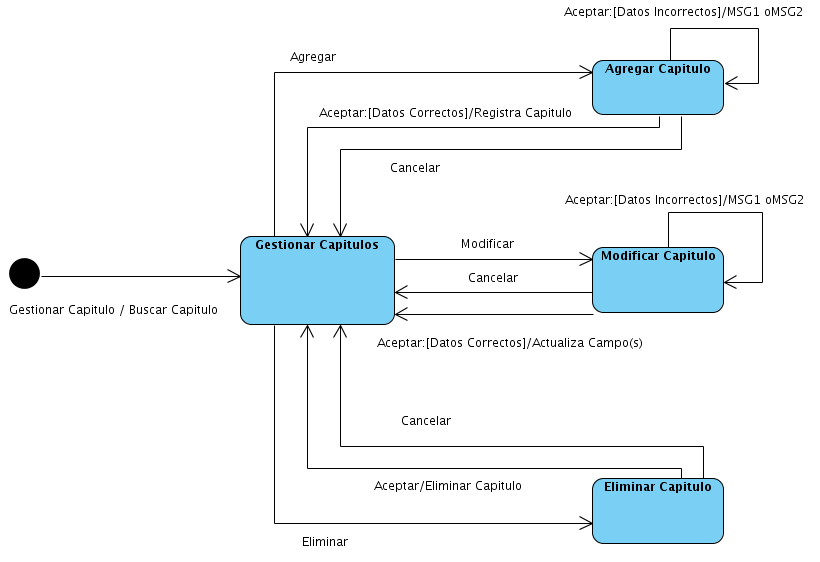 Aceptar:[Datos Incorrectos]/MSG1 oMSG2
Agregar
Agregar Capitulo
Aceptar:[Datos Correctos]/Registra Capitulo
Cancelar
Aceptar:[Datos Incorrectos]/MSG1 oMSG2
Gestionar Capitulos
Modificar
Modificar Capitulo
Cancelar
Gestionar Capitulo / Buscar Capitulo
Aceptar:[Datos Correctos]/Actualiza Campo(s)
Cancelar
Aceptar/Eliminar Capitulo
Eliminar Capitulo
Eliminar